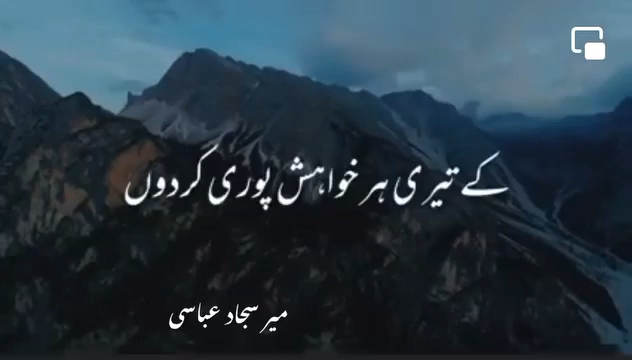 کے تیری ہر خواہش پوری کردوں
میر سجاد عباسی